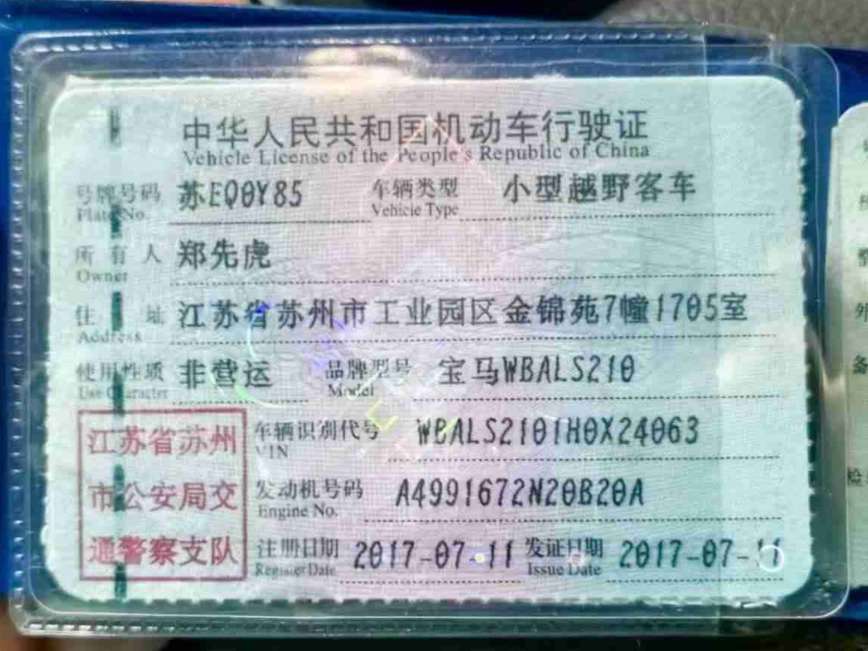 中华人民共和国机动车行驶证
Vehicle License of the People's Republic of China
号牌号码 苏EQ0Y85 车辆类型 小型越野客车
Plate No. Vehicle Type
所有人 郑先虎
Owner
住址 江苏省苏州市工业园区金锦苑7幢1705室
Address
使用性质 非营运 品牌型号 宝马WBALS210
Use Character Model
江苏省苏州 车辆识别代号 WBALS2101H0X24063
VIN
市公安局交 发动机号码 A4991672N20B20A
Engine No.
通警察支队 注册日期 2017-07-11 发证日期 2017-07-11
Register Date Issue Date